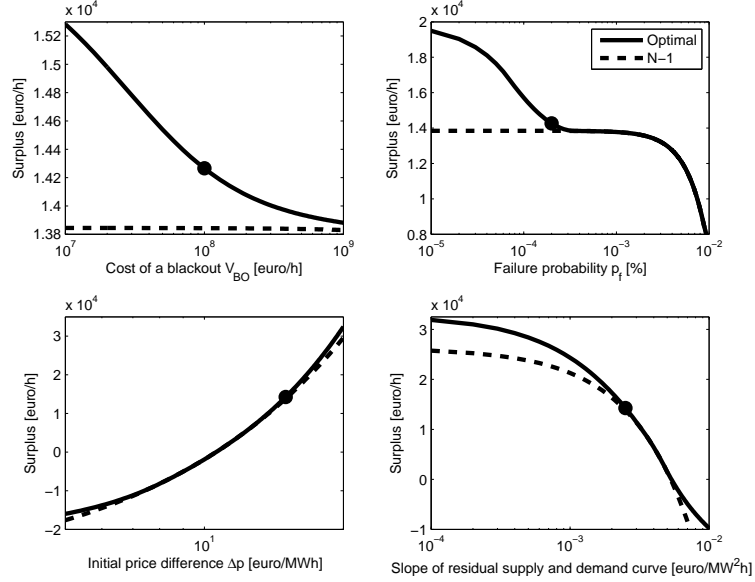 x 10^4
1.52
1.5
1.48
1.46
1.44
1.42
1.4
1.38
10^7
10^8
10^9
Surplus [euro/h]
Cost of a blackout V_BO [euro/h]
x 10^4
2
1.8
1.6
1.4
1.2
1
0.8
10^−5
10^−4
10^−3
10^−2
Surplus [euro/h]
Failure probability p_f [%]
Optimal
N−1
x 10^4
3
2
1
0
−1
−2
10^1
Surplus [euro/h]
Initial price difference Δp [euro/MWh]
x 10^4
3
2
1
0
−1
10^−4
10^−3
10^−2
Surplus [euro/h]
Slope of residual supply and demand curve [euro/MW^2h]